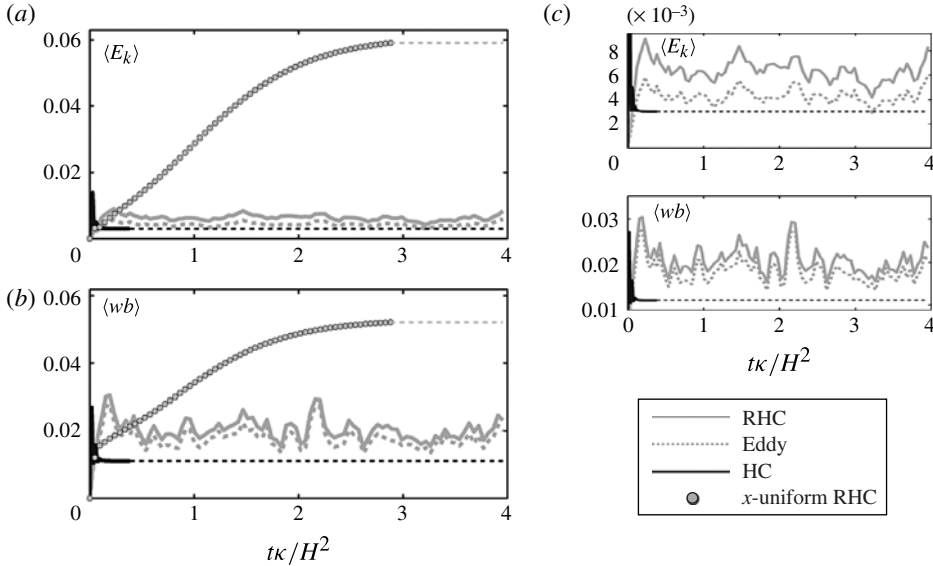 (a)
⟨E_k⟩
0.06
0.04
0.02
0
1
2
3
4
(b)
⟨wb⟩
0.06
0.04
0.02
0
1
2
3
4
tκ/H²
(c)
(× 10⁻³)
⟨E_k⟩
8
6
4
2
0
1
2
3
4
⟨wb⟩
0.03
0.02
0.01
0
1
2
3
4
tκ/H²
RHC
Eddy
HC
x-uniform RHC